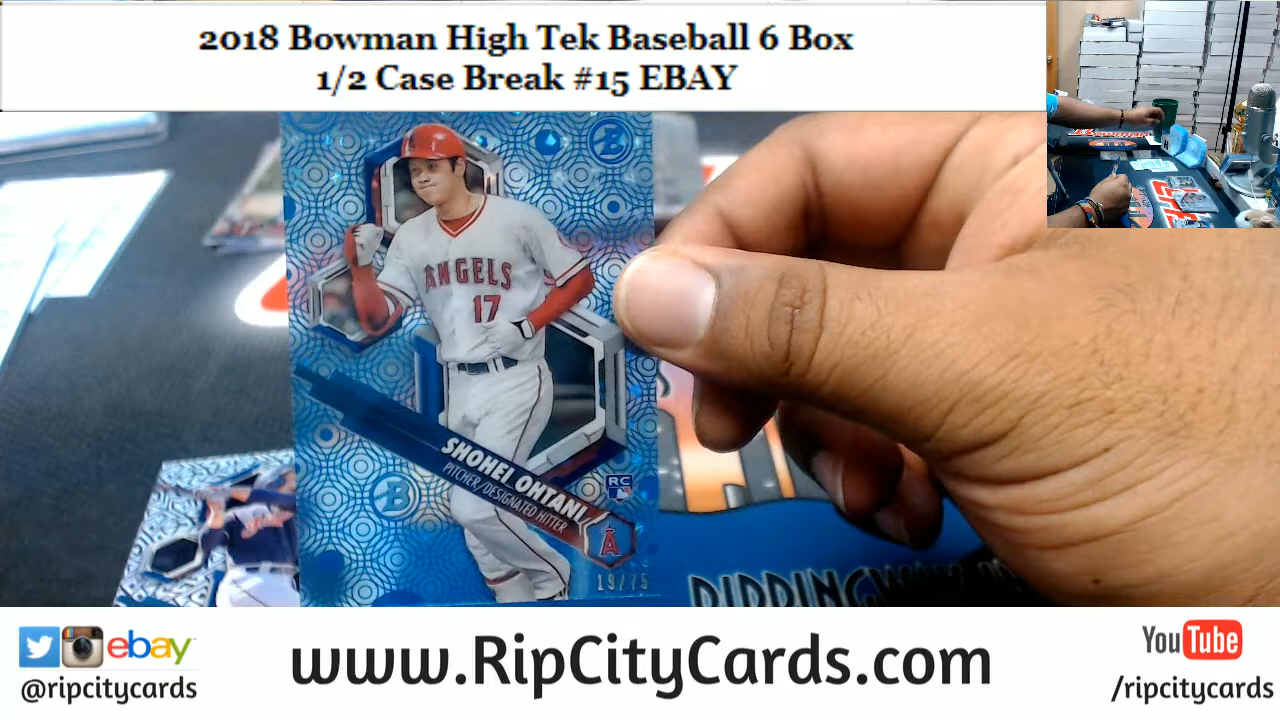 2018 Bowman High Tek Baseball 6 Box
1/2 Case Break #15 EBAY
B
ANGELS
17
SHOHEI OHTANI
PITCHER/DESIGNATED HITTER
B
RC
A
19/75
ebay
@ripcitycards
www.RipCityCards.com
YouTube
/ripcitycards